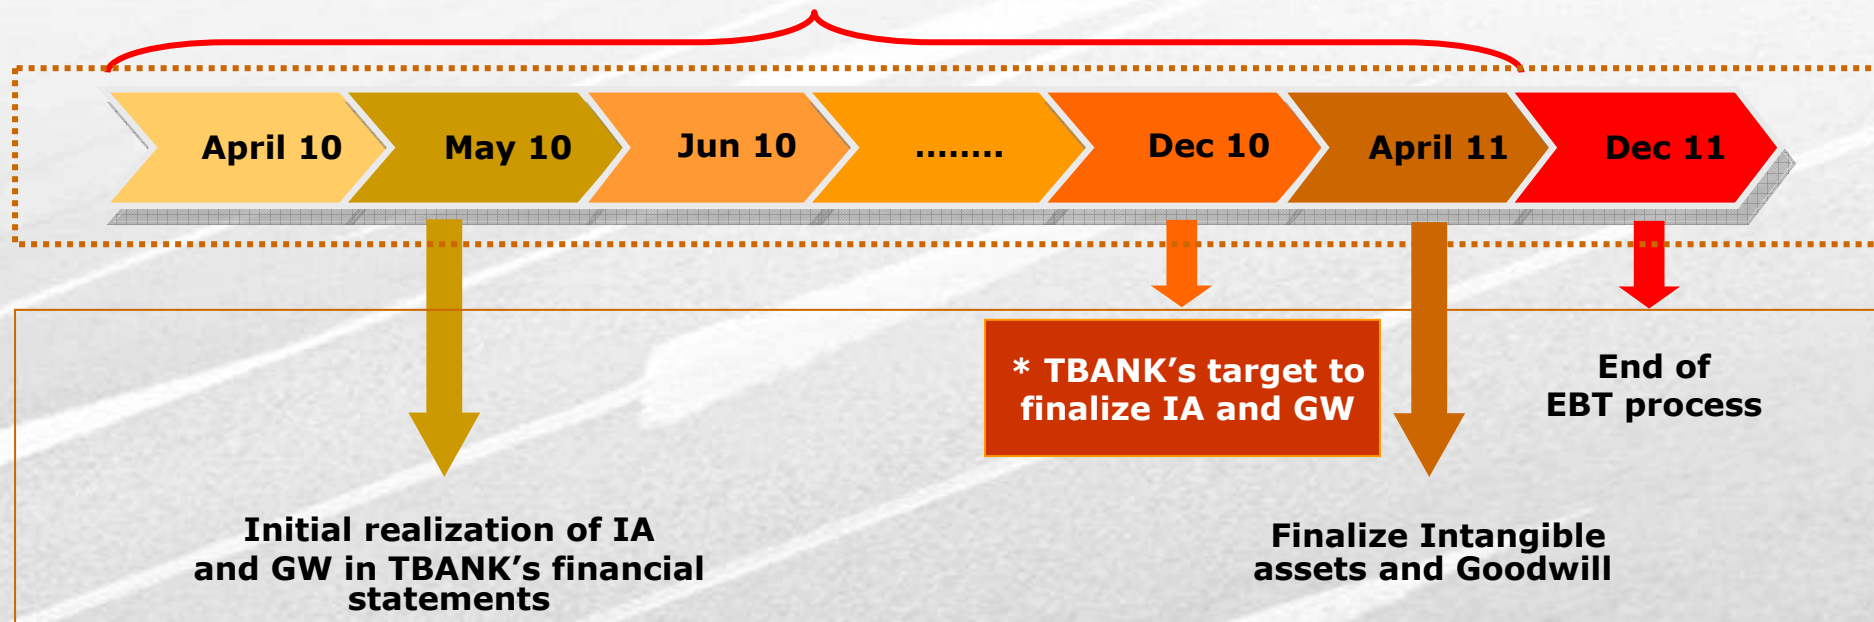 April 10
May 10
Jun 10
........
Dec 10
April 11
Dec 11
* TBANK’s target to
finalize IA and GW
End of
EBT process
Initial realization of IA
and GW in TBANK’s financial
statements
Finalize Intangible
assets and Goodwill